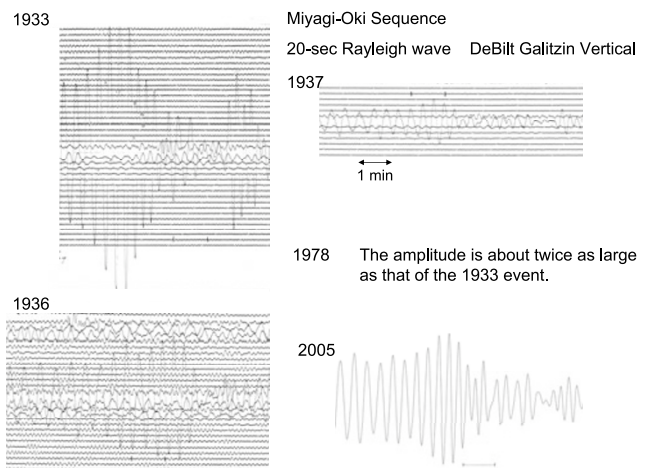 1933
Miyagi-Oki Sequence
20-sec Rayleigh wave DeBilt Galitzin Vertical
1937
1 min
1978 The amplitude is about twice as large
as that of the 1933 event.
1936
2005